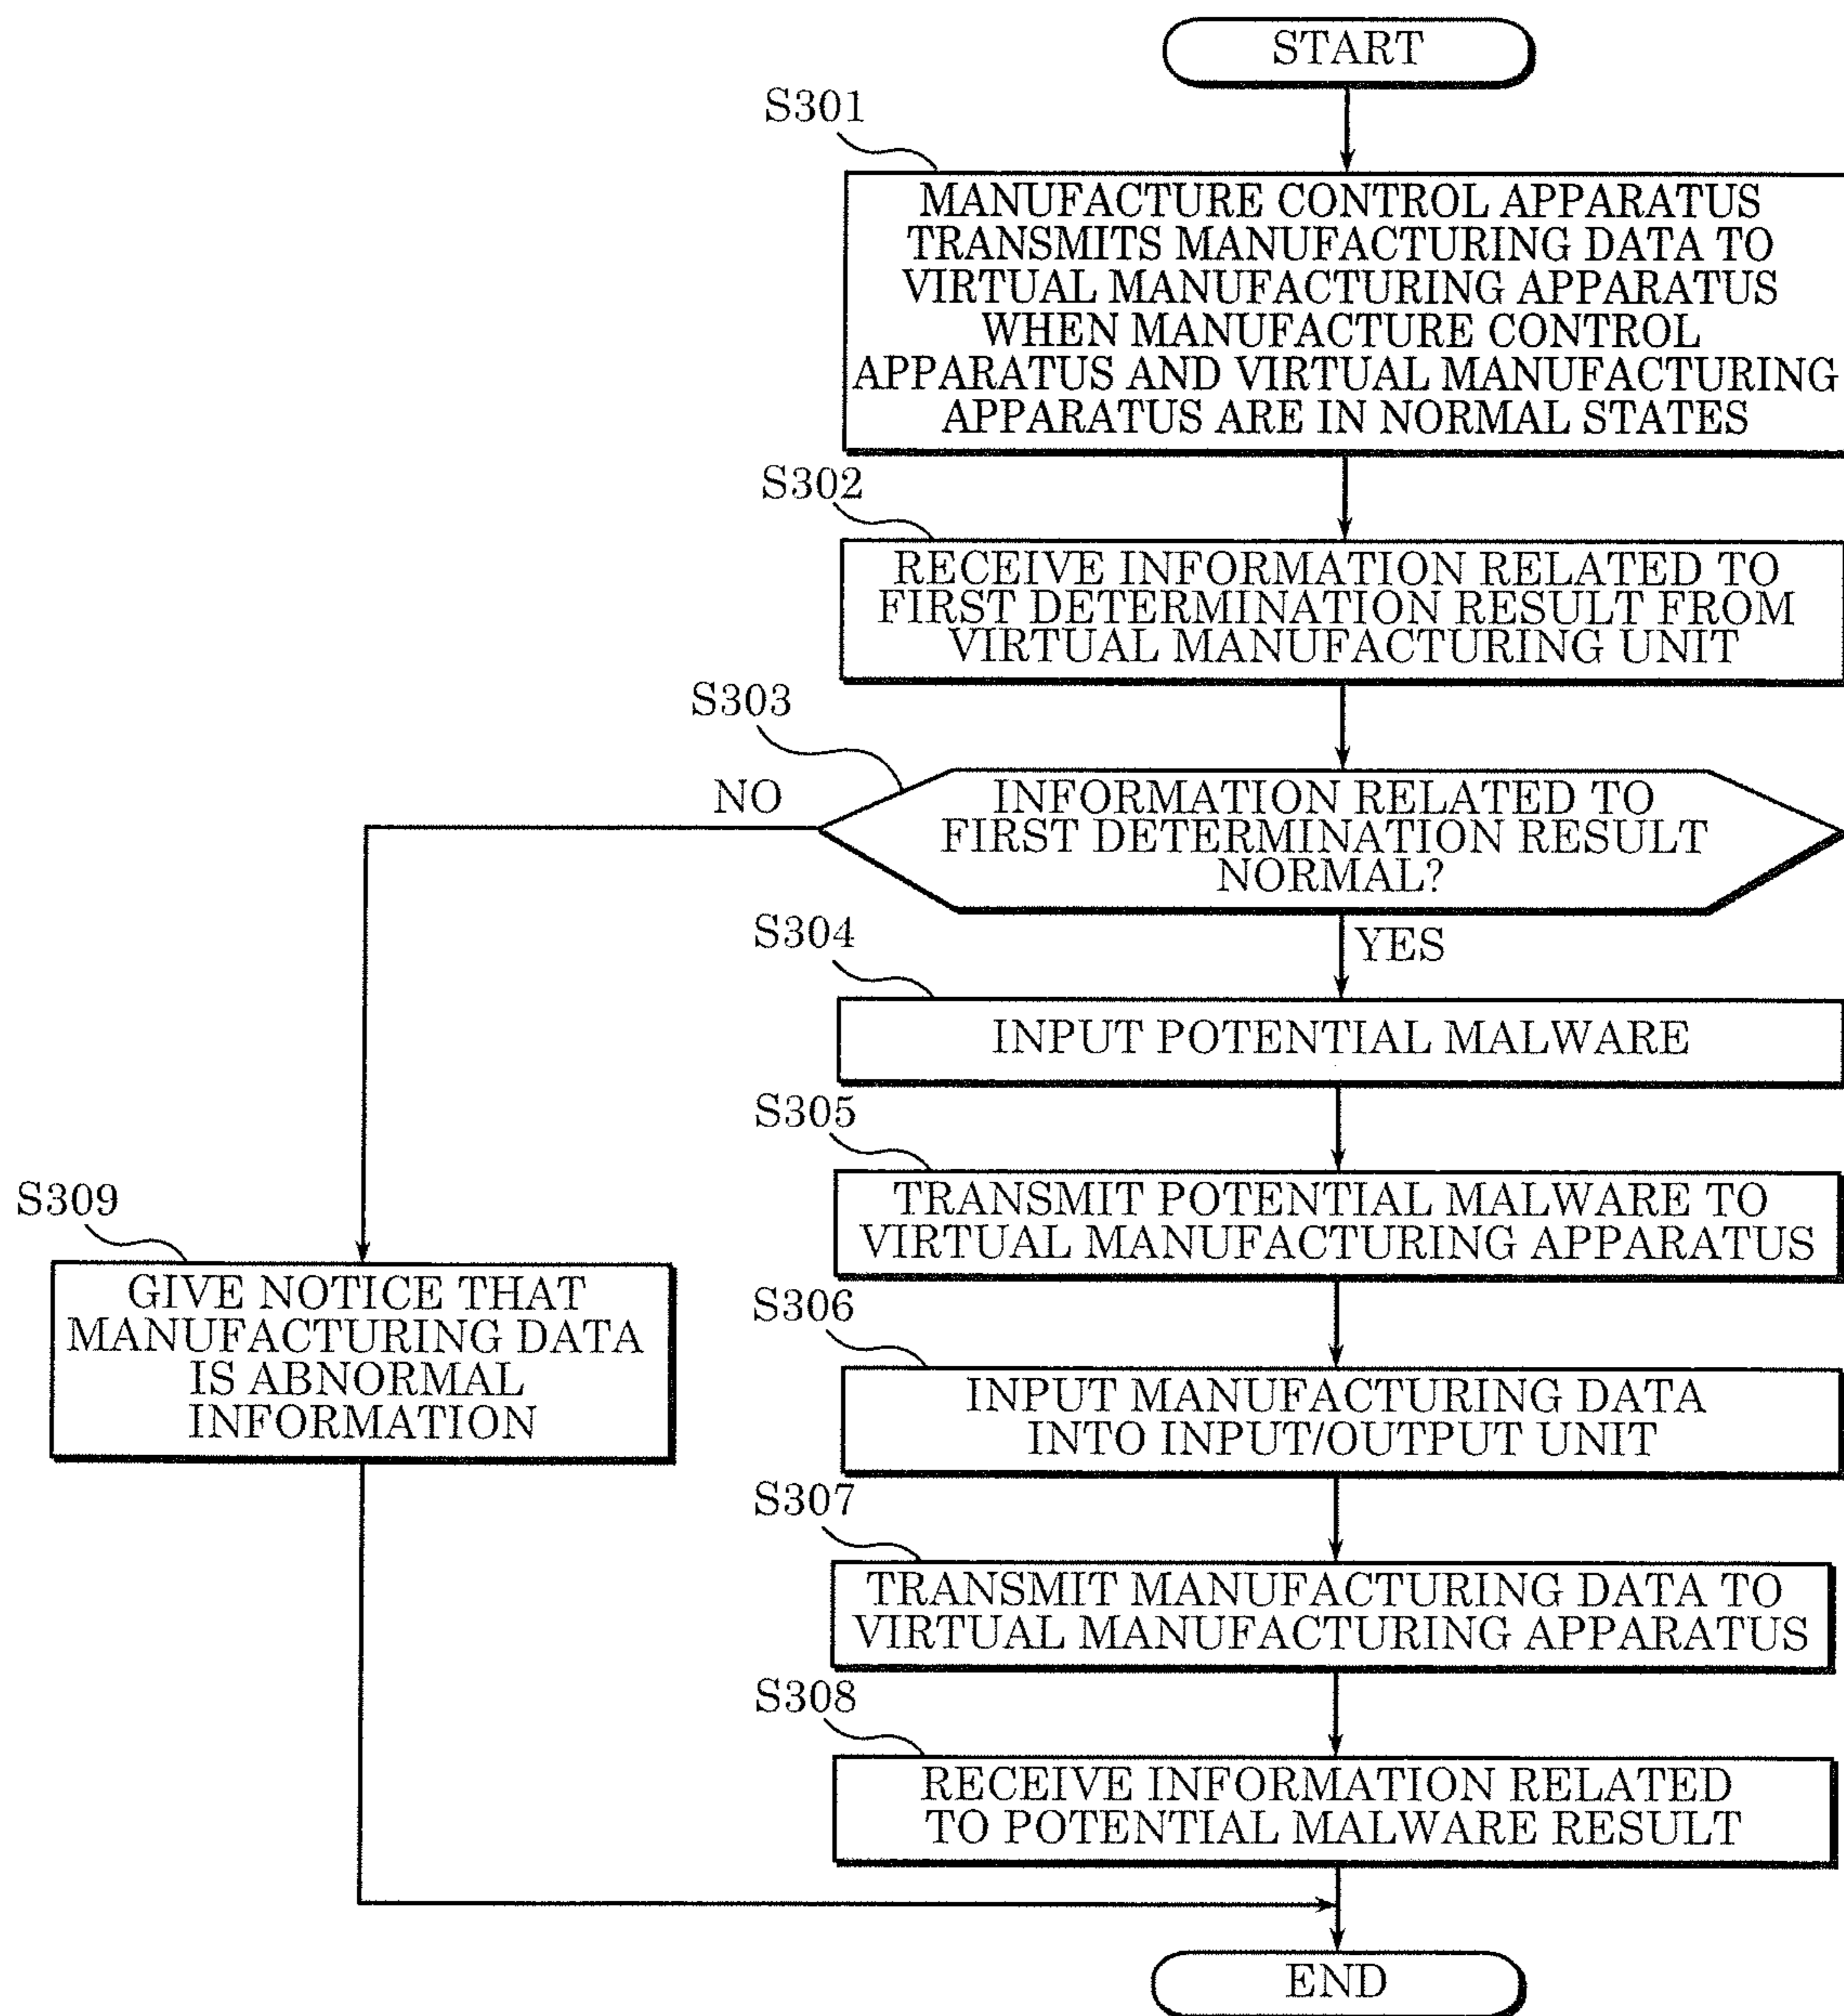 START
S301
MANUFACTURE CONTROL APPARATUS
TRANSMITS MANUFACTURING DATA TO
VIRTUAL MANUFACTURING APPARATUS
WHEN MANUFACTURE CONTROL
APPARATUS AND VIRTUAL MANUFACTURING
APPARATUS ARE IN NORMAL STATES
S302
RECEIVE INFORMATION RELATED TO
FIRST DETERMINATION RESULT FROM
VIRTUAL MANUFACTURING UNIT
S303
NO
INFORMATION RELATED TO
FIRST DETERMINATION RESULT
NORMAL?
YES
S304
INPUT POTENTIAL MALWARE
S305
TRANSMIT POTENTIAL MALWARE TO
VIRTUAL MANUFACTURING APPARATUS
S309
GIVE NOTICE THAT
MANUFACTURING DATA
IS ABNORMAL
INFORMATION
S306
INPUT MANUFACTURING DATA
INTO INPUT/OUTPUT UNIT
S307
TRANSMIT MANUFACTURING DATA TO
VIRTUAL MANUFACTURING APPARATUS
S308
RECEIVE INFORMATION RELATED
TO POTENTIAL MALWARE RESULT
END